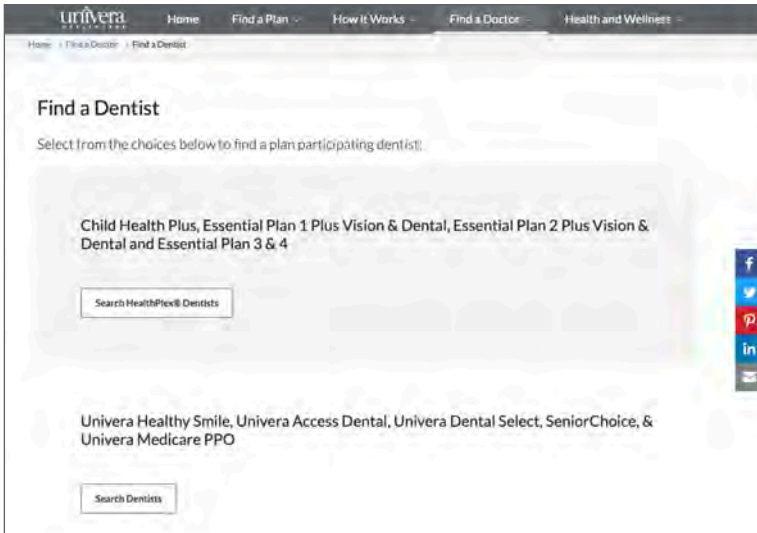 univera
HEALTHCARE
Home Find a Plan How it Works Find a Doctor Health and Wellness
Home Find a Doctor Find a Dentist
Find a Dentist
Select from the choices below to find a plan participating dentist:
Child Health Plus, Essential Plan 1 Plus Vision & Dental, Essential Plan 2 Plus Vision &
Dental and Essential Plan 3 & 4
Search HealthPlex® Dentists
f
p
in
Univera Healthy Smile, Univera Access Dental, Univera Dental Select, SeniorChoice, &
Univera Medicare PPO
Search Dentists